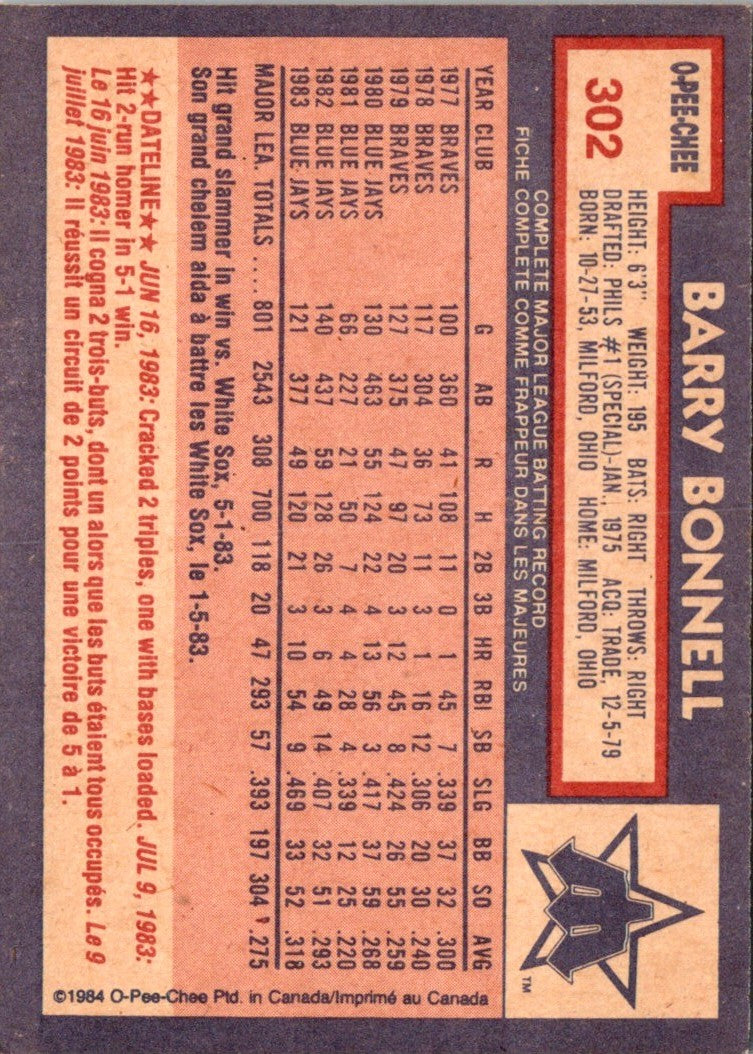 O-PEE-CHEE
302
BARRY BONNELL
HEIGHT: 6'3" WEIGHT: 195 BATS: RIGHT THROWS: RIGHT
DRAFTED: PHILS #1 (SPECIAL)-JAN., 1975 ACQ: TRADE, 12-5-79
BORN: 10-27-53, MILFORD, OHIO HOME: MILFORD, OHIO
TM
COMPLETE MAJOR LEAGUE BATTING RECORD
FICHE COMPLETE COMME FRAPPEUR DANS LES MAJEURES
YEAR CLUB G AB R H 2B 3B HR RBI SB SLG BB SO AVG
1977 BRAVES 100 360 41 108 11 0 1 45 7 .339 37 32 .300
1978 BRAVES 117 304 36 73 11 3 1 16 12 .306 20 30 .240
1979 BRAVES 127 375 47 97 20 3 12 45 8 .424 26 55 .259
1980 BLUE JAYS 130 463 55 124 22 4 13 56 3 .417 37 59 .268
1981 BLUE JAYS 66 227 21 50 7 4 4 28 4 .339 12 25 .220
1982 BLUE JAYS 140 437 59 128 26 3 6 49 14 .407 32 51 .293
1983 BLUE JAYS 121 377 49 120 21 3 10 54 9 .469 33 52 .318
MAJOR LEA. TOTALS .... 801 2543 308 700 118 20 47 293 57 .393 197 304 .275
Hit grand slammer in win vs. White Sox, 5-1-83.
Son grand chelem aida à battre les White Sox, le 1-5-83.
★★DATELINE★★ JUN 16, 1983: Cracked 2 triples, one with bases loaded. JUL 9, 1983:
Hit 2-run homer in 5-1 win.
Le 16 juin 1983: Il cogna 2 trois-buts, dont un alors que les buts étaient tous occupés. Le 9
juillet 1983: Il réussit un circuit de 2 points pour une victoire de 5 à 1.
©1984 O-Pee-Chee Ptd. in Canada/Imprimé au Canada